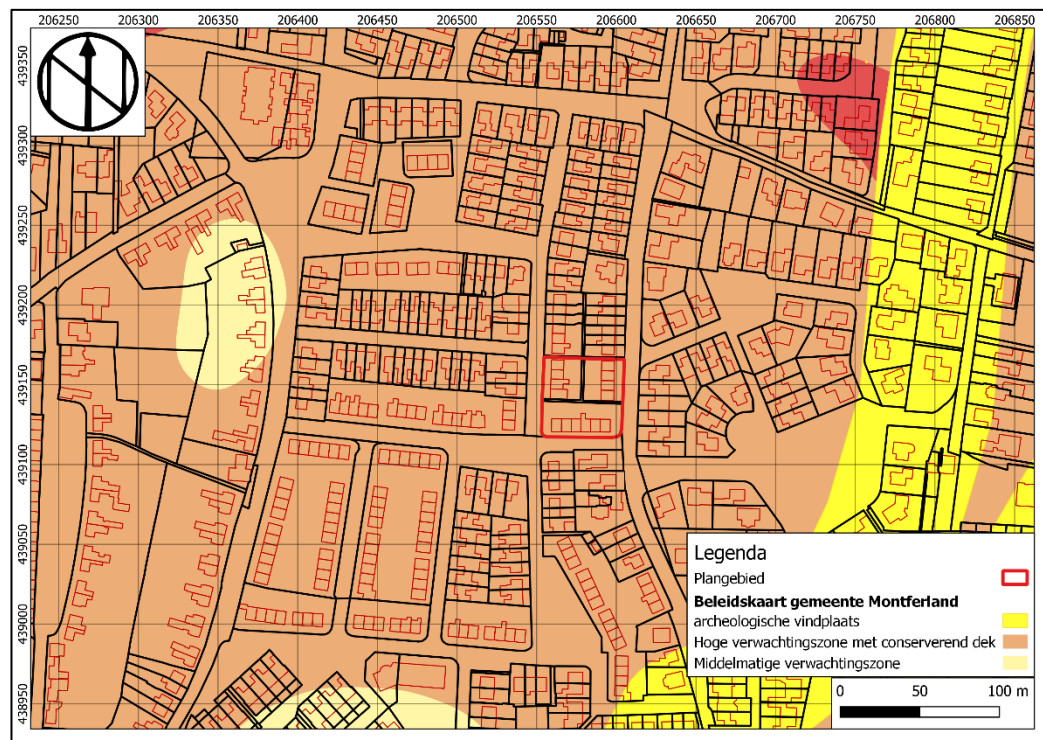 206250 206300 206350 206400 206450 206500 206550 206600 206650 206700 206750 206800 206850
439350
439300
439250
439200
439150
439100
439050
439000
438950
Legenda
Plangebied
Beleidskaart gemeente Montferland
archeologische vindplaats
Hoge verwachtingszone met conserverend dek
Middelmatige verwachtingszone
0 50 100 m